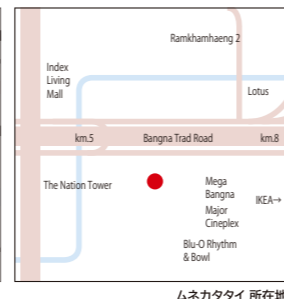 Ramkhamhaeng 2
Index
Living
Mall
Lotus
km.5
Bangna Trad Road
km.8
The Nation Tower
Mega
Bangna
Major
Cineplex
IKEA→
Blu-O Rhythm
& Bowl
ムネカタタイ 所在地